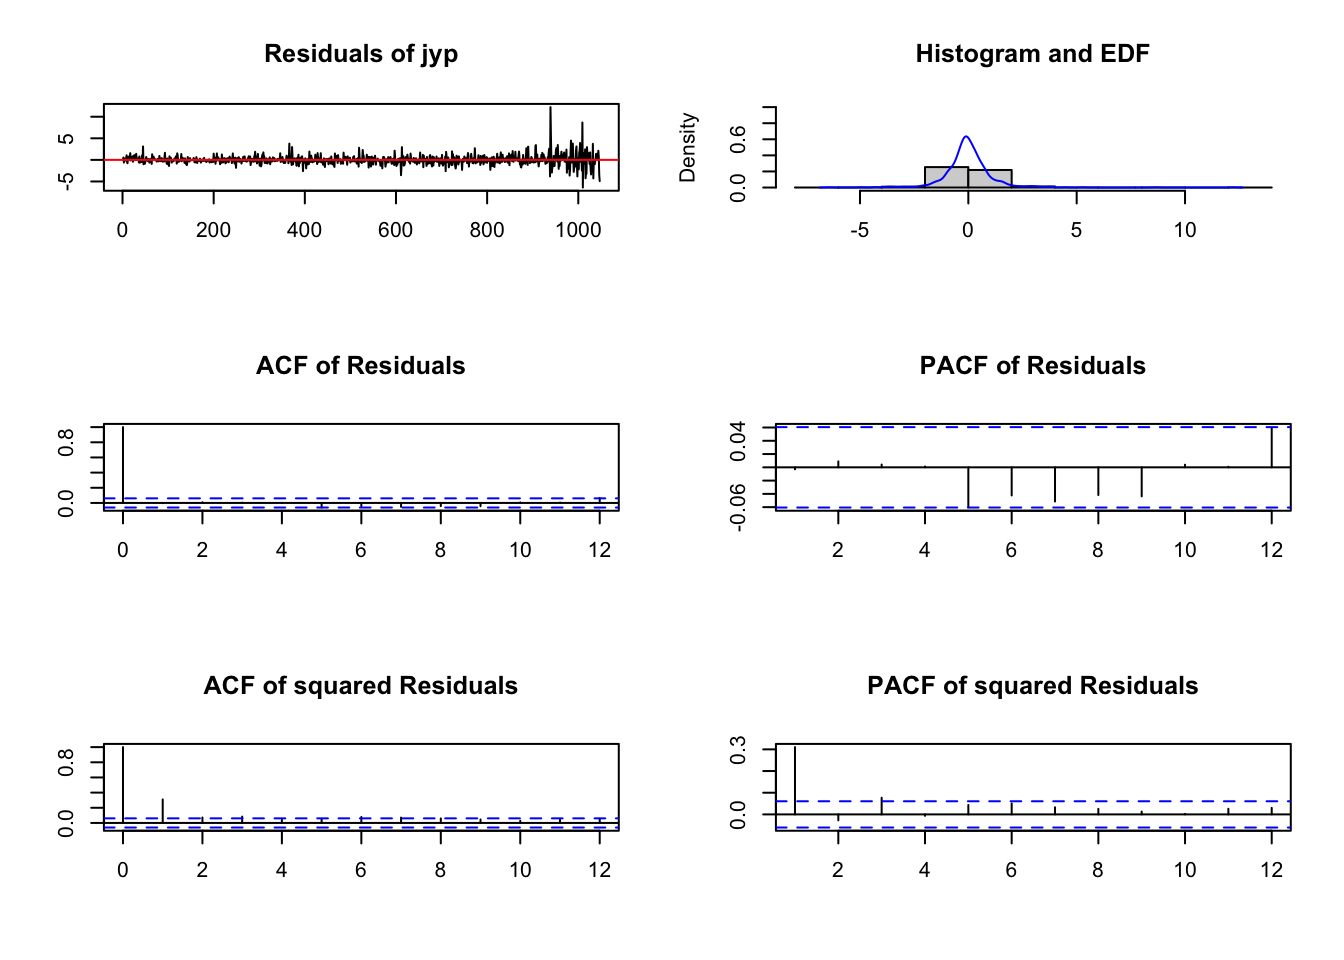 Residuals of jyp
5
-5
0 200 400 600 800 1000
Histogram and EDF
Density
0.6
0.0
-5 0 5 10
ACF of Residuals
0.8
0.0
0 2 4 6 8 10 12
PACF of Residuals
0.04
-0.06
2 4 6 8 10 12
ACF of squared Residuals
0.8
0.0
0 2 4 6 8 10 12
PACF of squared Residuals
0.3
0.0
2 4 6 8 10 12